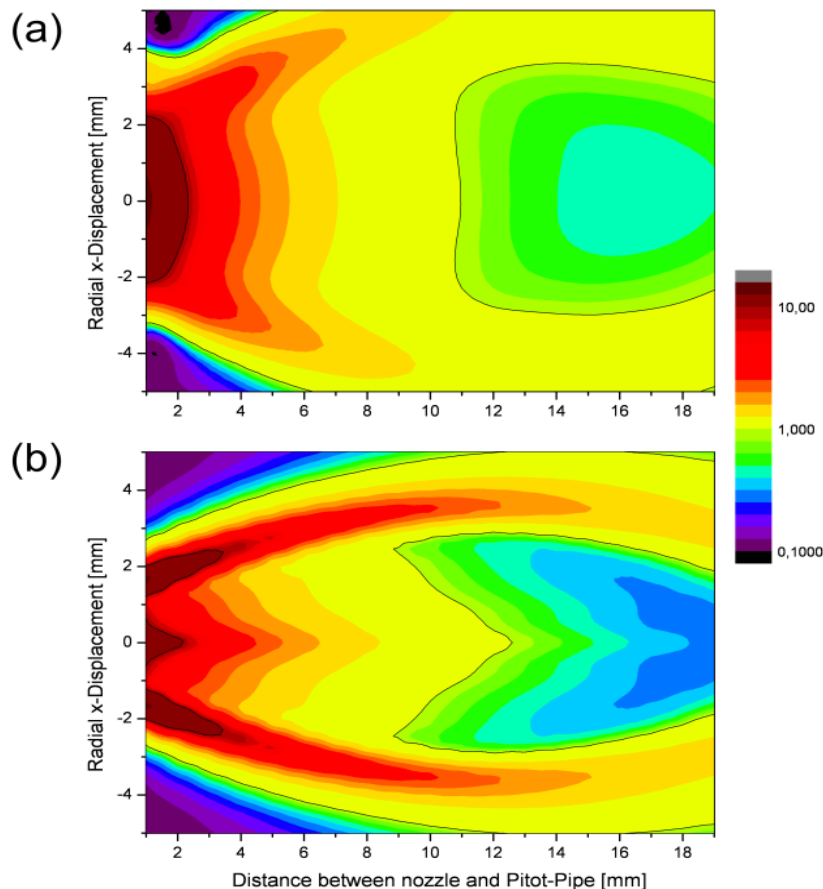 (a)
Radial x-Displacement [mm]
4
2
0
-2
-4
2 4 6 8 10 12 14 16 18
10,00
1,000
0,1000
(b)
Radial x-Displacement [mm]
4
2
0
-2
-4
2 4 6 8 10 12 14 16 18
Distance between nozzle and Pitot-Pipe [mm]